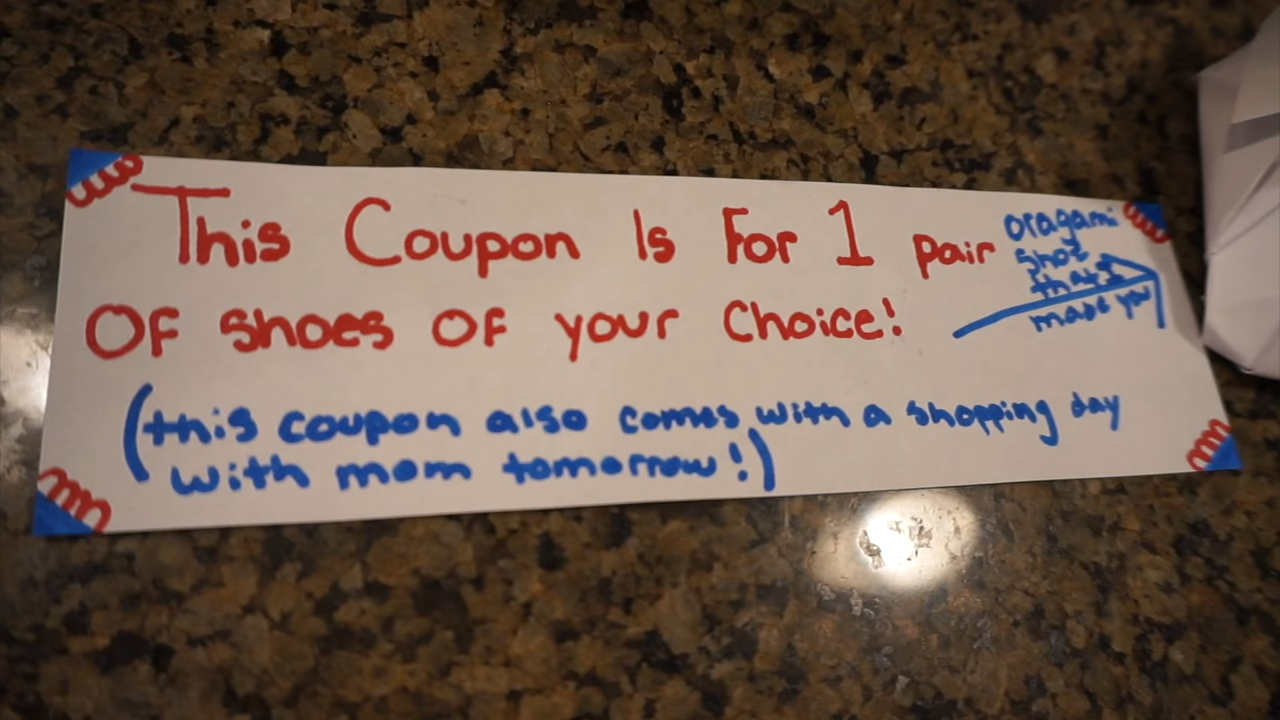 This Coupon Is For 1 pair
OF shoes OF your Choice!
oragami
that
made you
(this coupon also comes with a shopping day
with mom tomorrow!)